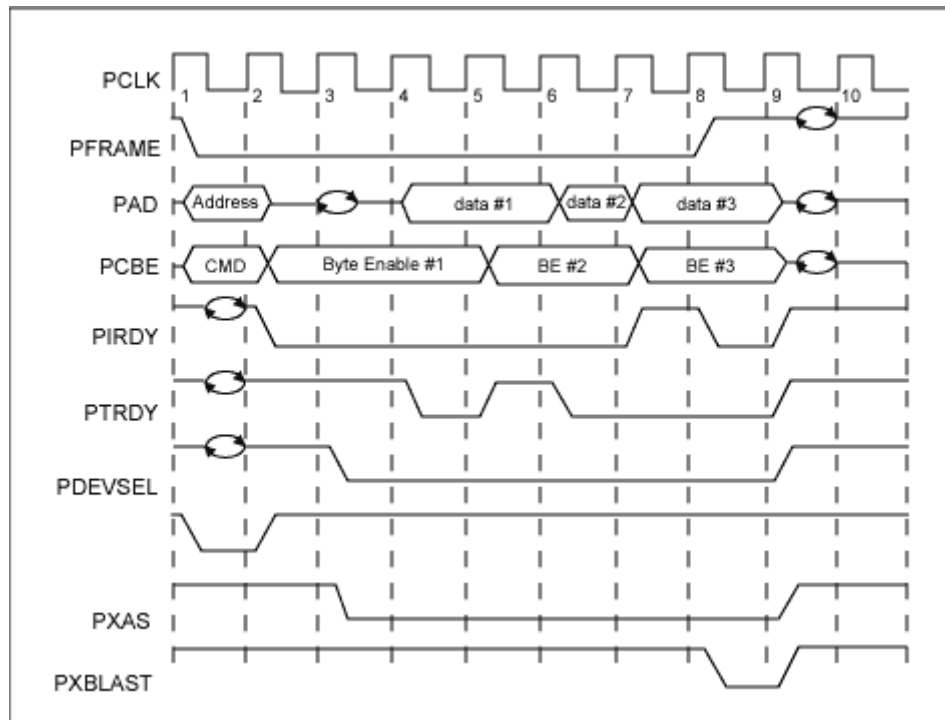 PCLK
1 2 3 4 5 6 7 8 9 10
PFRAME
PAD Address data #1 data #2 data #3
PCBE CMD Byte Enable #1 BE #2 BE #3
PIRDY
PTRDY
PDEVSEL
PXAS
PXBLAST